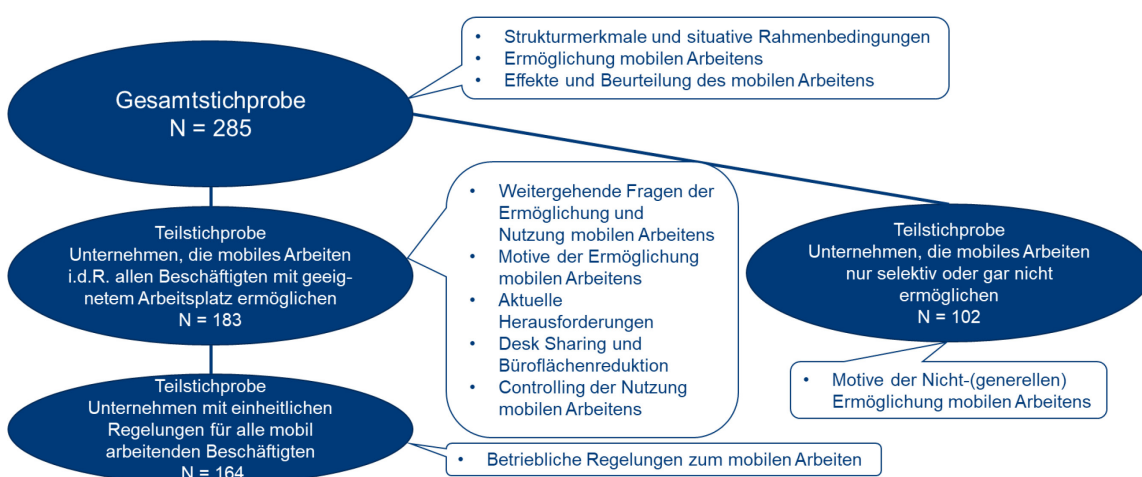 • Strukturmerkmale und situative Rahmenbedingungen
• Ermöglichung mobilen Arbeitens
• Effekte und Beurteilung des mobilen Arbeitens
Gesamtstichprobe
N = 285
• Weitergehende Fragen der
Ermöglichung und
Nutzung mobilen Arbeitens
• Motive der Ermöglichung
mobilen Arbeitens
• Aktuelle
Herausforderungen
• Desk Sharing und
Büroflächenreduktion
• Controlling der Nutzung
mobilen Arbeitens
Teilstichprobe
Unternehmen, die mobiles Arbeiten
i.d.R. allen Beschäftigten mit geeig-
netem Arbeitsplatz ermöglichen
N = 183
Teilstichprobe
Unternehmen, die mobiles Arbeiten
nur selektiv oder gar nicht
ermöglichen
N = 102
• Motive der Nicht-(generellen)
Ermöglichung mobilen Arbeitens
Teilstichprobe
Unternehmen mit einheitlichen
Regelungen für alle mobil
arbeitenden Beschäftigten
N = 164
• Betriebliche Regelungen zum mobilen Arbeiten